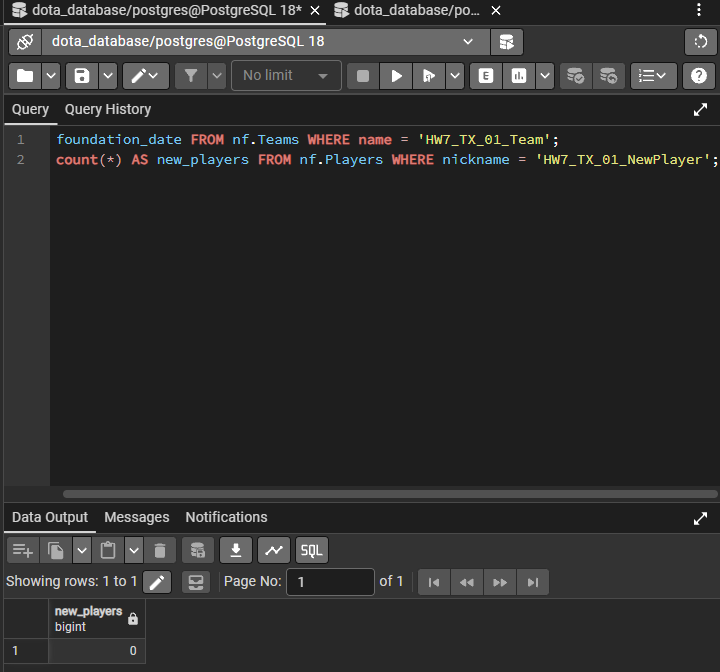 dota_database/postgres@PostgreSQL 18* dota_database/po...
dota_database/postgres@PostgreSQL 18
No limit E
Query Query History
1 foundation_date FROM nf.Teams WHERE name = 'HW7_TX_01_Team';
2 count(*) AS new_players FROM nf.Players WHERE nickname = 'HW7_TX_01_NewPlayer';
Data Output Messages Notifications
SQL
Showing rows: 1 to 1 Page No: 1 of 1
new_players
bigint
1 0